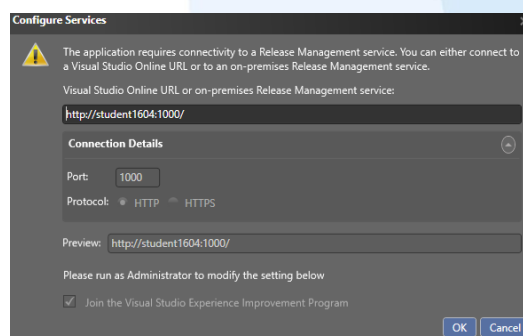 Configure Services
The application requires connectivity to a Release Management service. You can either connect to
a Visual Studio Online URL or to an on-premises Release Management service.
Visual Studio Online URL or on-premises Release Management service:
http://student1604:1000/
Connection Details
Port: 1000
Protocol: HTTP HTTPS
Preview: http://student1604:1000/
Please run as Administrator to modify the setting below
Join the Visual Studio Experience Improvement Program
OK Cancel